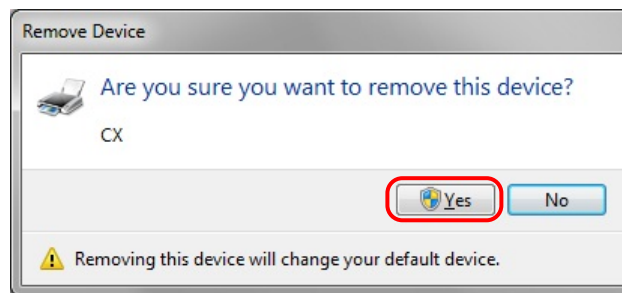 Remove Device
Are you sure you want to remove this device?
CX
Yes
No
Removing this device will change your default device.